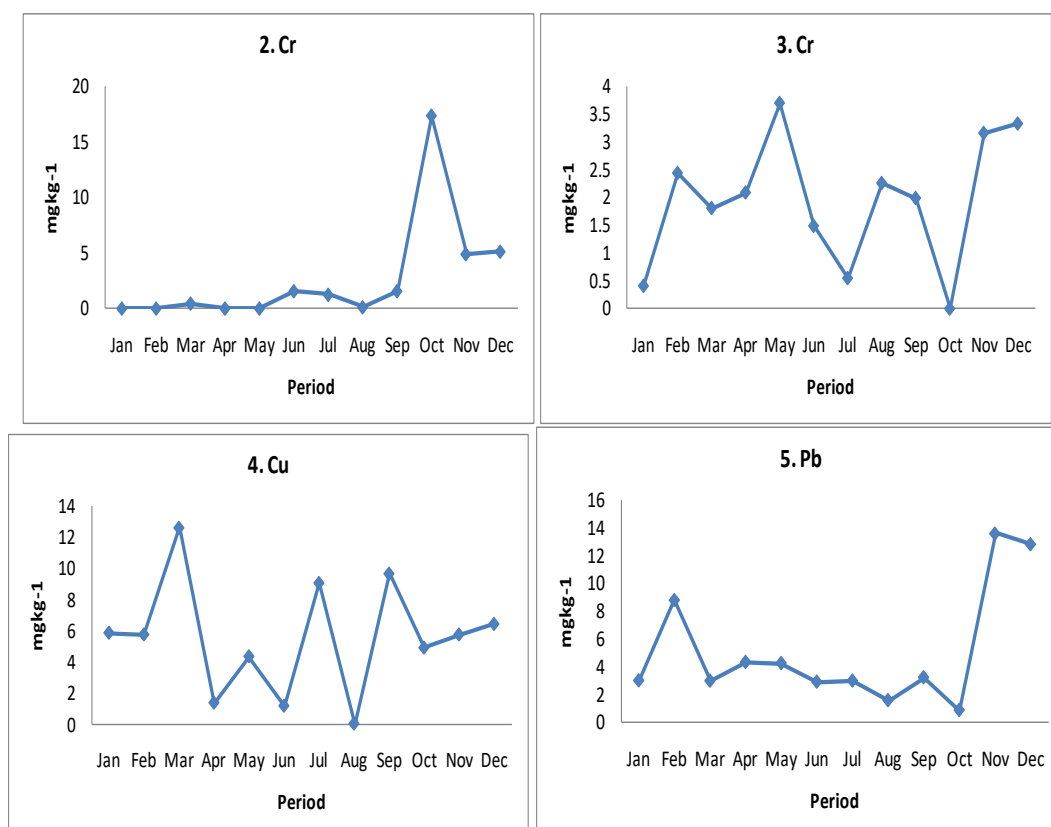 2. Cr
20
15
10
5
0
mgkg-1
Jan Feb Mar Apr May Jun Jul Aug Sep Oct Nov Dec
Period
3. Cr
4
3.5
3
2.5
2
1.5
1
0.5
0
mgkg-1
Jan Feb Mar Apr May Jun Jul Aug Sep Oct Nov Dec
Period
4. Cu
14
12
10
8
6
4
2
0
mgkg-1
Jan Feb Mar Apr May Jun Jul Aug Sep Oct Nov Dec
Period
5. Pb
16
14
12
10
8
6
4
2
0
mgkg-1
Jan Feb Mar Apr May Jun Jul Aug Sep Oct Nov Dec
Period